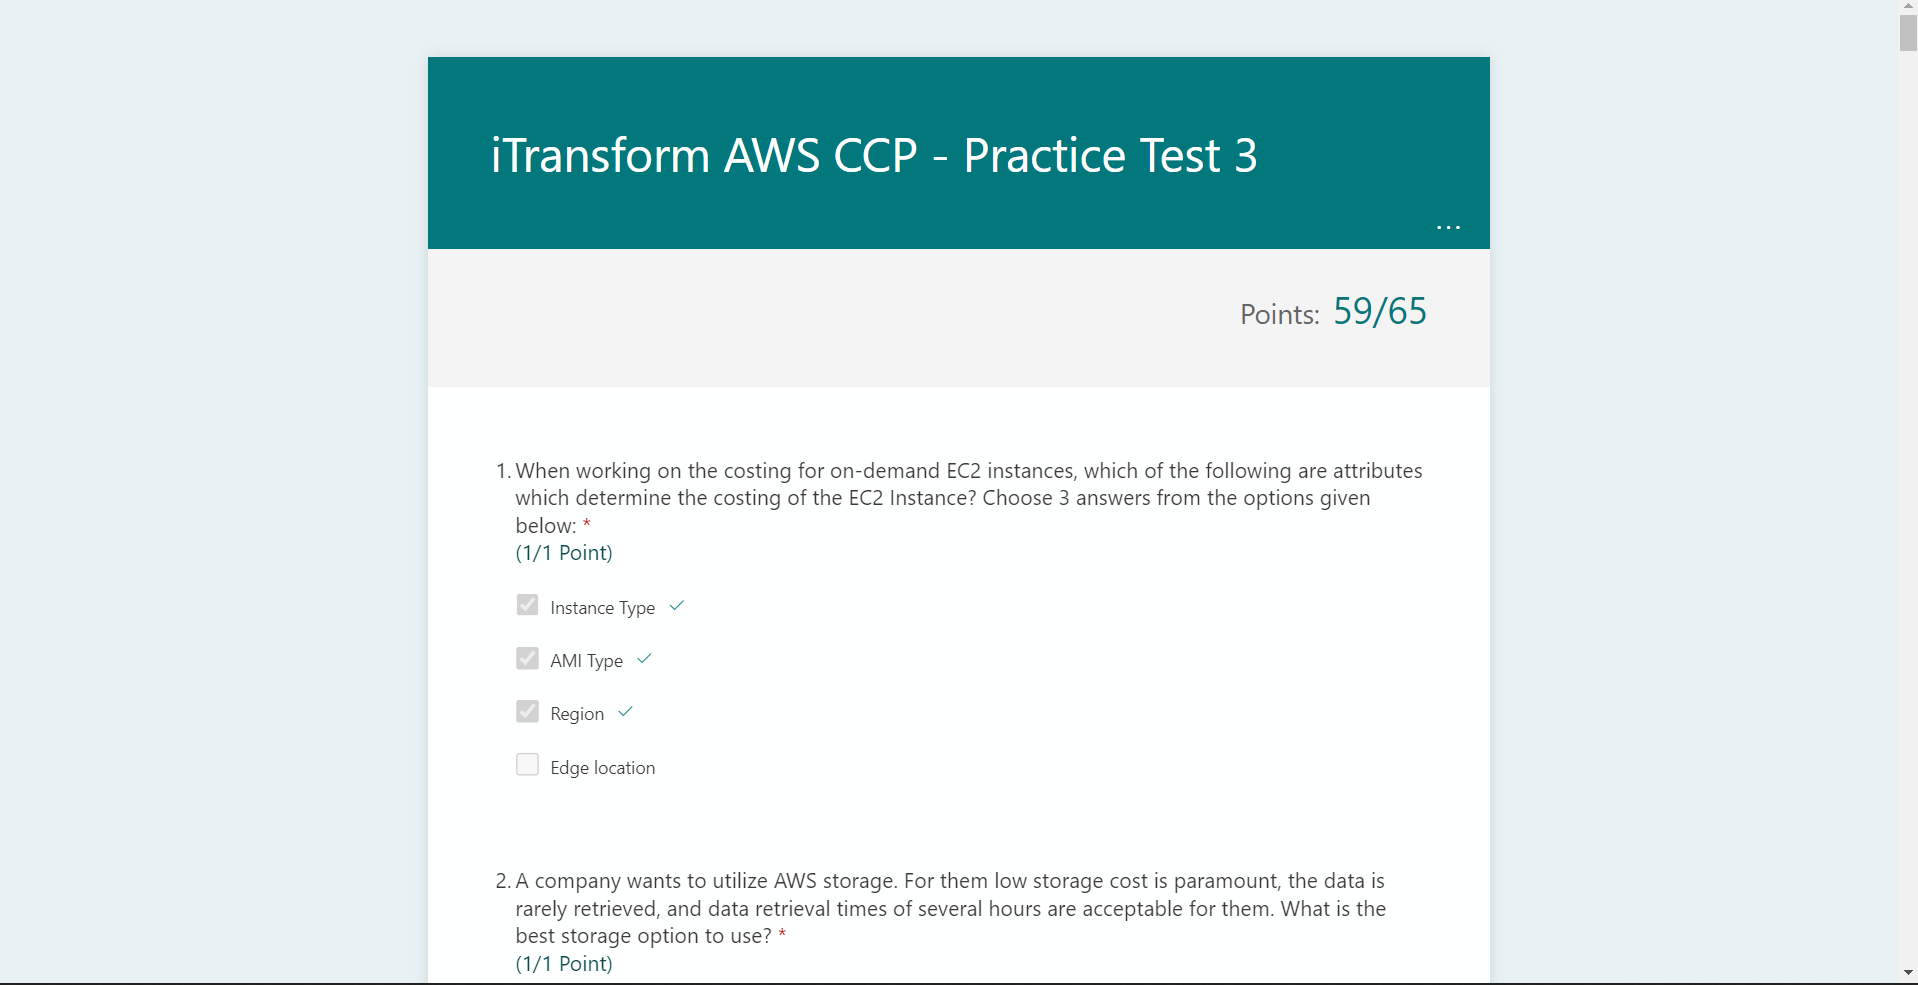 iTransform AWS CCP - Practice Test 3
...
Points: 59/65
1. When working on the costing for on-demand EC2 instances, which of the following are attributes
which determine the costing of the EC2 Instance? Choose 3 answers from the options given
below: *
(1/1 Point)
Instance Type
AMI Type
Region
Edge location
2. A company wants to utilize AWS storage. For them low storage cost is paramount, the data is
rarely retrieved, and data retrieval times of several hours are acceptable for them. What is the
best storage option to use? *
(1/1 Point)